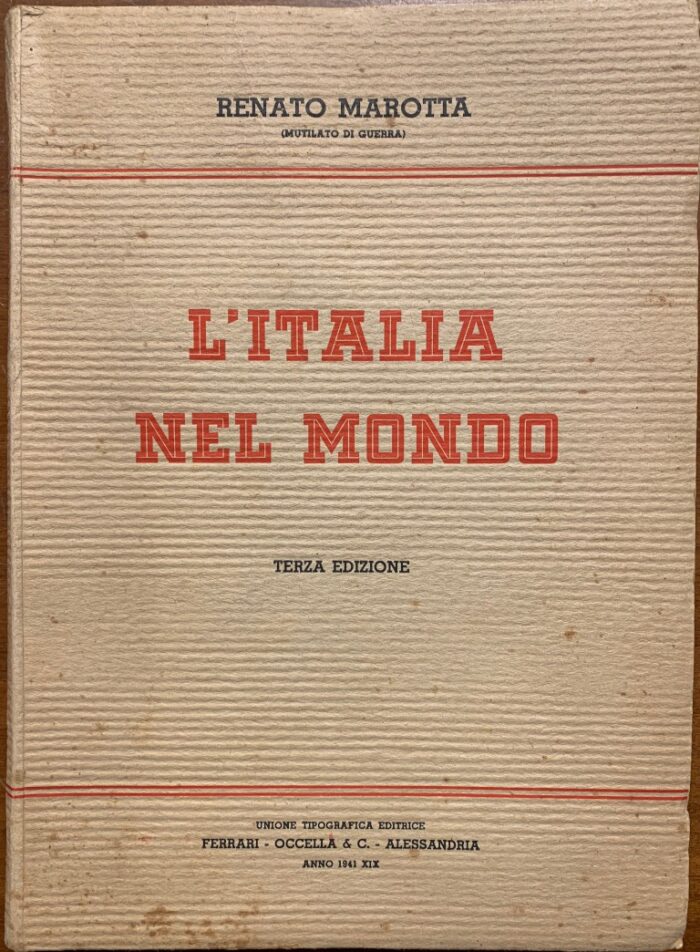 RENATO MAROTTA
(MUTILATO DI GUERRA)
L'ITALIA
NEL MONDO
TERZA EDIZIONE
UNIONE TIPOGRAFICA EDITRICE
FERRARI - OCCELLA & C. - ALESSANDRIA
ANNO 1941 XIX